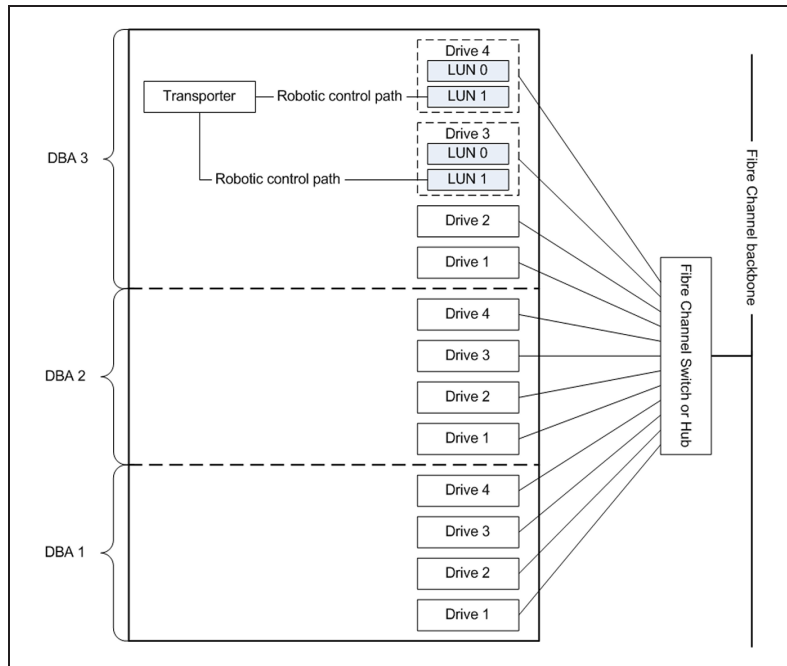 Drive 4
LUN 0
Transporter
Robotic control path
LUN 1
Drive 3
LUN 0
DBA 3
Robotic control path
LUN 1
Drive 2
Drive 1
Drive 4
Drive 3
DBA 2
Drive 2
Drive 1
Drive 4
Drive 3
DBA 1
Drive 2
Drive 1
Fibre Channel Switch or Hub
Fibre Channel backbone